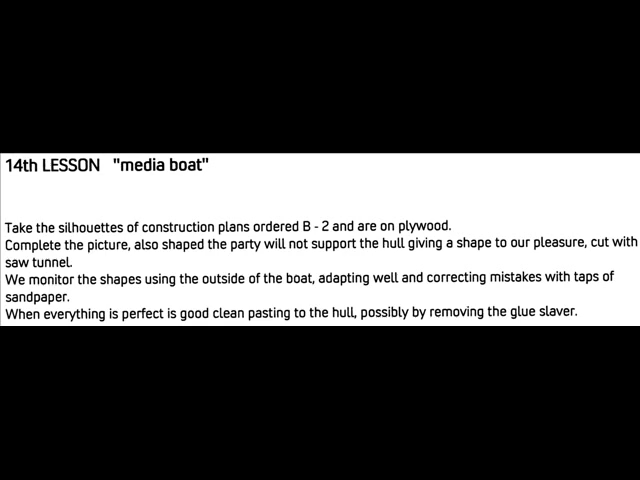 14th LESSON "media boat"
Take the silhouettes of construction plans ordered B - 2 and are on plywood.
Complete the picture, also shaped the party will not support the hull giving a shape to our pleasure, cut with
saw tunnel.
We monitor the shapes using the outside of the boat, adapting well and correcting mistakes with taps of
sandpaper.
When everything is perfect is good clean pasting to the hull, possibly by removing the glue slaver.